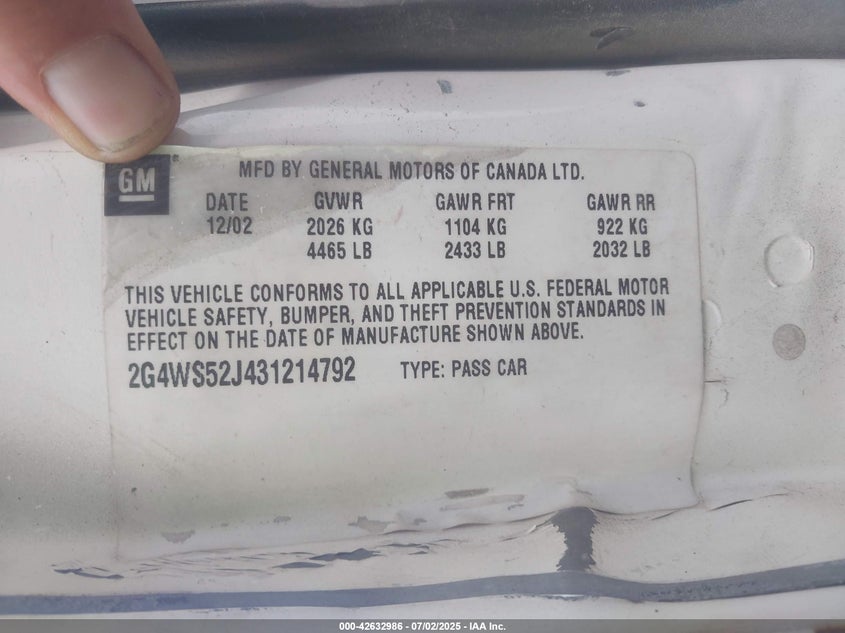 GM
MFD BY GENERAL MOTORS OF CANADA LTD.
DATE GVWR GAWR FRT GAWR RR
12/02 2026 KG 1104 KG 922 KG
4465 LB 2433 LB 2032 LB
THIS VEHICLE CONFORMS TO ALL APPLICABLE U.S. FEDERAL MOTOR
VEHICLE SAFETY, BUMPER, AND THEFT PREVENTION STANDARDS IN
EFFECT ON THE DATE OF MANUFACTURE SHOWN ABOVE.
2G4WS52J431214792 TYPE: PASS CAR
000-42632986 - 07/02/2025 - IAA Inc.